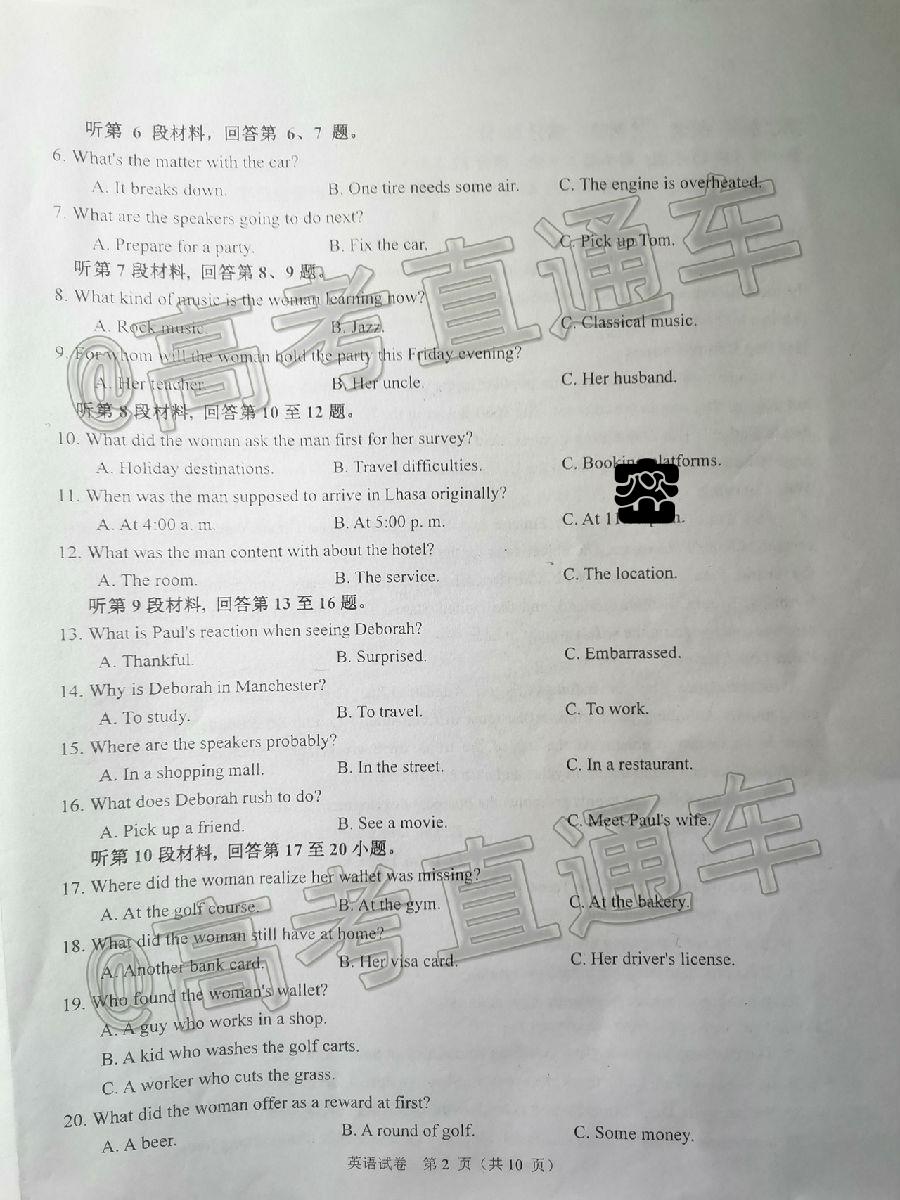 听第 6 段材料，回答第 6、7 题。
6. What's the matter with the car?
A. It breaks down. B. One tire needs some air. C. The engine is overheated.
7. What are the speakers going to do next?
A. Prepare for a party. B. Fix the car. C. Pick up Tom.
听第 7 段材料, 回答第 8、9 题。
8. What kind of music is the woman learning now?
A. Rock music. B. Jazz. C. Classical music.
9. For whom will the woman hold the party this Friday evening?
A. Her teacher. B. Her uncle. C. Her husband.
听第 8 段材料, 回答第 10 至 12 题。
10. What did the woman ask the man first for her survey?
A. Holiday destinations. B. Travel difficulties. C. Booking platforms.
11. When was the man supposed to arrive in Lhasa originally?
A. At 4:00 a. m. B. At 5:00 p. m. C. At
12. What was the man content with about the hotel?
A. The room. B. The service. C. The location.
听第 9 段材料, 回答第 13 至 16 题。
13. What is Paul's reaction when seeing Deborah?
A. Thankful. B. Surprised. C. Embarrassed.
14. Why is Deborah in Manchester?
A. To study. B. To travel. C. To work.
15. Where are the speakers probably?
A. In a shopping mall. B. In the street. C. In a restaurant.
16. What does Deborah rush to do?
A. Pick up a friend. B. See a movie. C. Meet Paul's wife.
听第 10 段材料, 回答第 17 至 20 小题。
17. Where did the woman realize her wallet was missing?
A. At the golf course. B. At the gym. C. At the bakery.
18. What did the woman still have at home?
A. Another bank card. B. Her visa card. C. Her driver's license.
19. Who found the woman's wallet?
A. A guy who works in a shop.
B. A kid who washes the golf carts.
C. A worker who cuts the grass.
20. What did the woman offer as a reward at first?
A. A beer. B. A round of golf. C. Some money.
英语试卷 第 2 页（共 10 页）
@高考直通车
@高考直通车